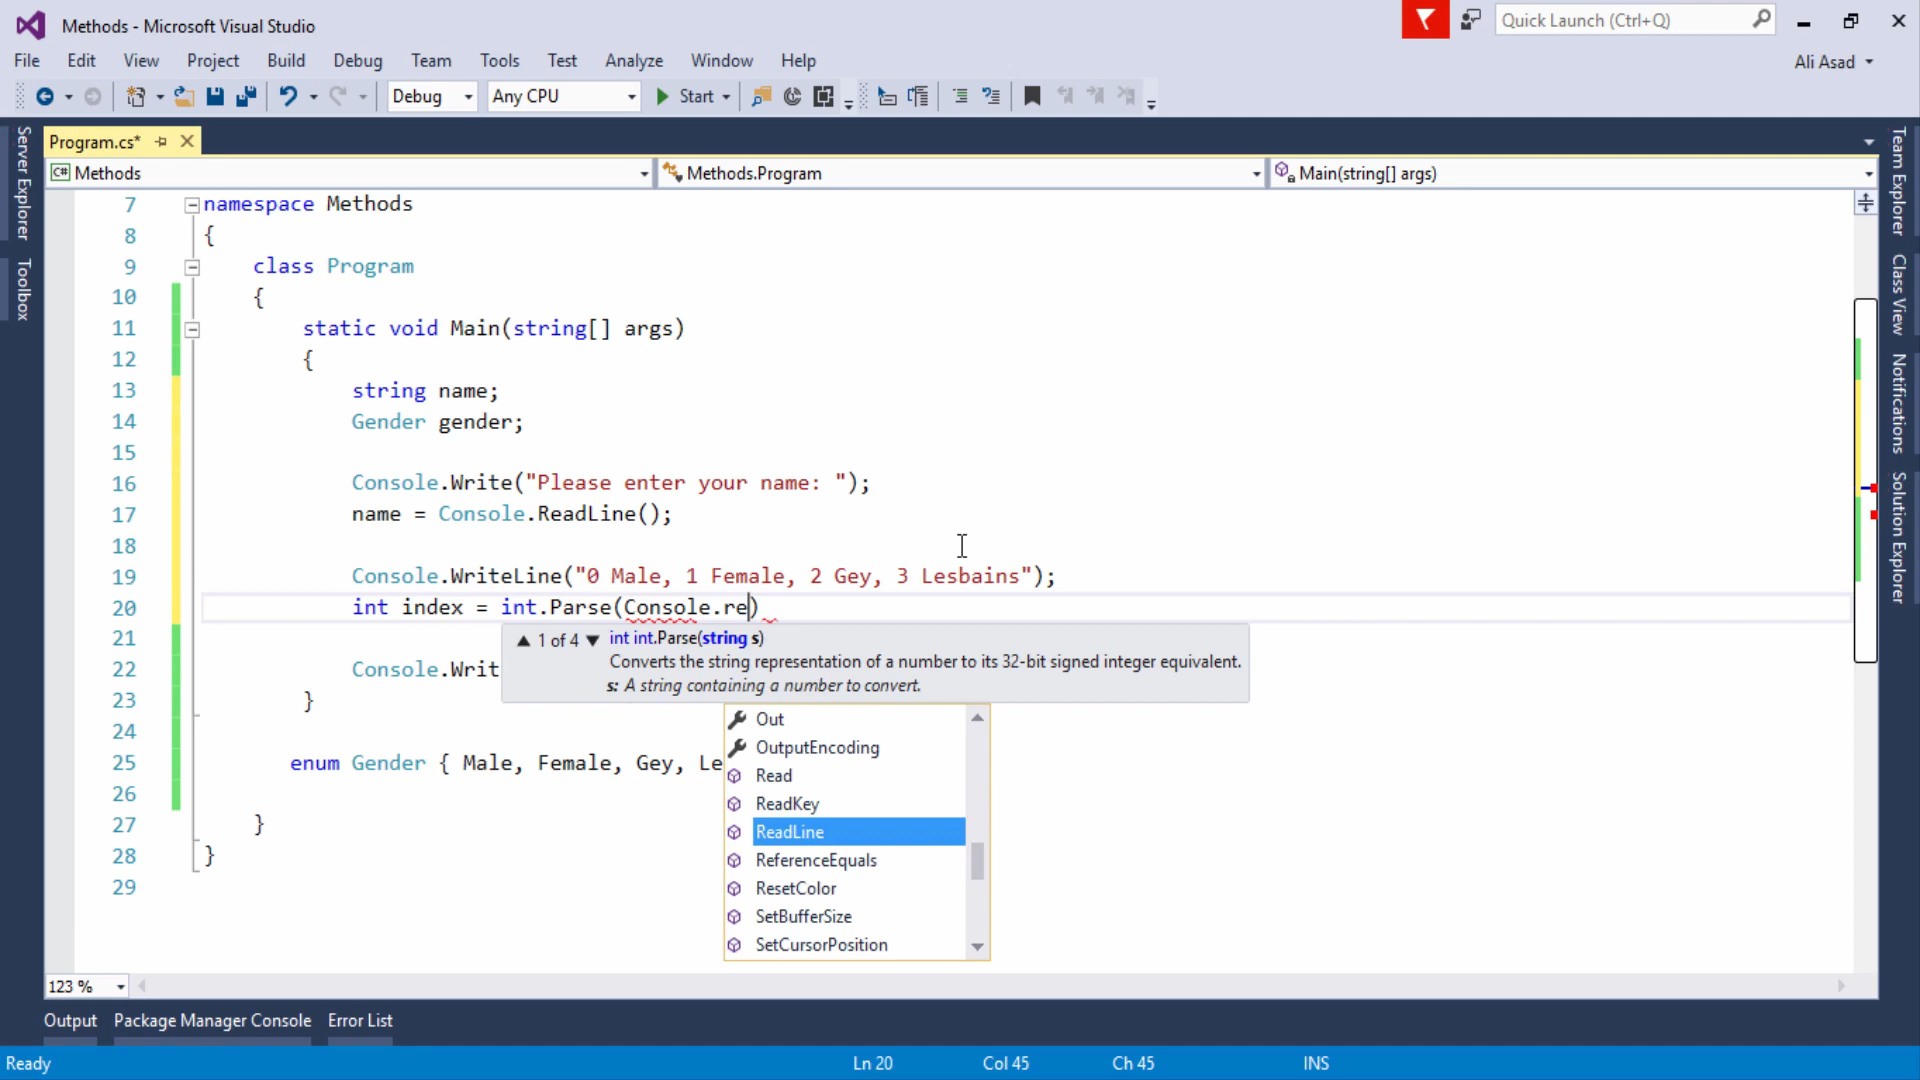 Methods - Microsoft Visual Studio
Quick Launch (Ctrl+Q)
File Edit View Project Build Debug Team Tools Test Analyze Window Help
Ali Asad
Debug Any CPU Start
Program.cs*
Methods Methods.Program Main(string[] args)
Server Explorer
Toolbox
7 namespace Methods
8 {
9 class Program
10 {
11 static void Main(string[] args)
12 {
13 string name;
14 Gender gender;
15
16 Console.Write("Please enter your name: ");
17 name = Console.ReadLine();
18
19 Console.WriteLine("0 Male, 1 Female, 2 Gey, 3 Lesbains");
20 int index = int.Parse(Console.re)
21
1 of 4 int int.Parse(string s)
Converts the string representation of a number to its 32-bit signed integer equivalent.
s: A string containing a number to convert.
22 Console.Writ
23 }
24
25 enum Gender { Male, Female, Gey, Le
26
27 }
28 }
29
Out
OutputEncoding
Read
ReadKey
ReadLine
ReferenceEquals
ResetColor
SetBufferSize
SetCursorPosition
Team Explorer
Class View
Notifications
Solution Explorer
123 %
Output Package Manager Console Error List
Ready Ln 20 Col 45 Ch 45 INS